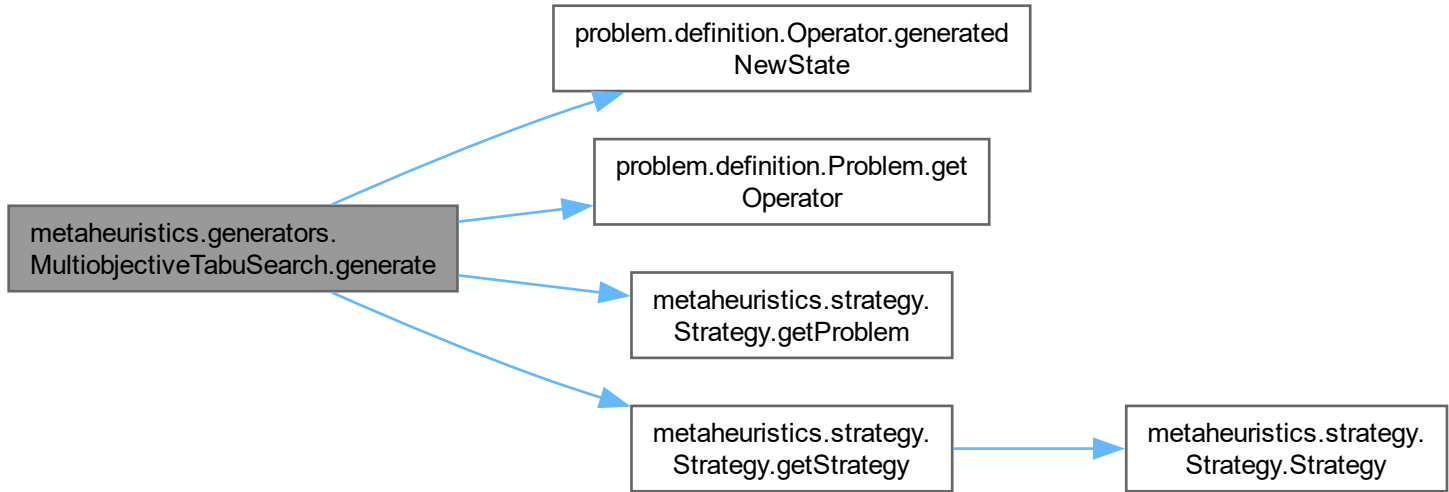 problem.definition.Operator.generated
NewState
problem.definition.Problem.get
Operator
metaheuristics.generators.
MultiobjectiveTabuSearch.generate
metaheuristics.strategy.
Strategy.getProblem
metaheuristics.strategy.
Strategy.getStrategy
metaheuristics.strategy.
Strategy.Strategy